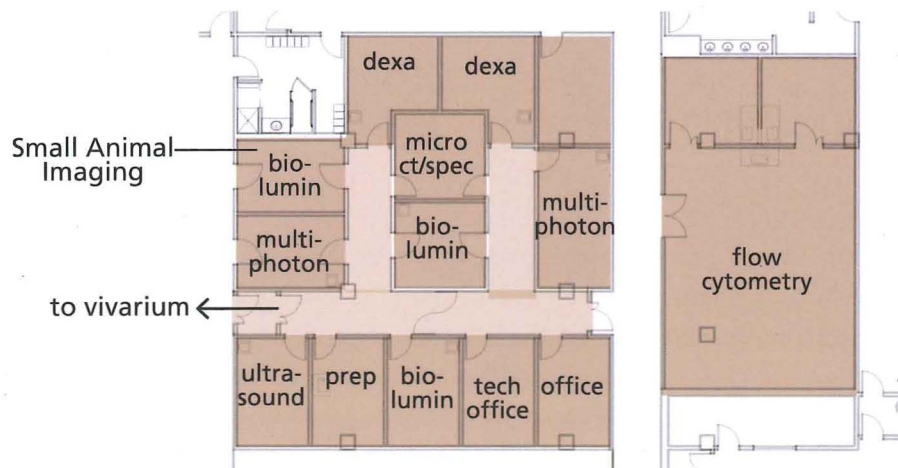 dexa
dexa
Small Animal
Imaging
bio-
lumin
micro
ct/spec
multi-
photon
bio-
lumin
multi-
photon
flow
cytometry
to vivarium
ultra-
sound
prep
bio-
lumin
tech
office
office